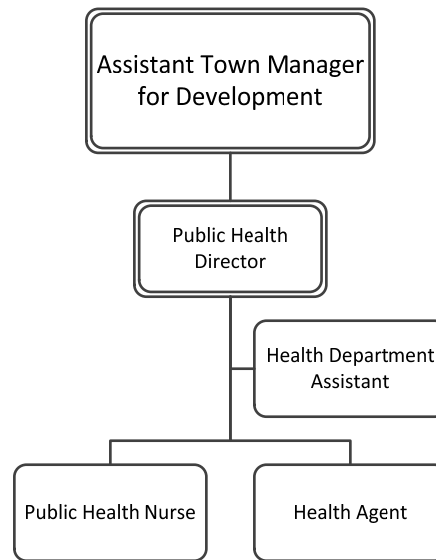 Assistant Town Manager
for Development
Public Health
Director
Health Department
Assistant
Public Health Nurse
Health Agent